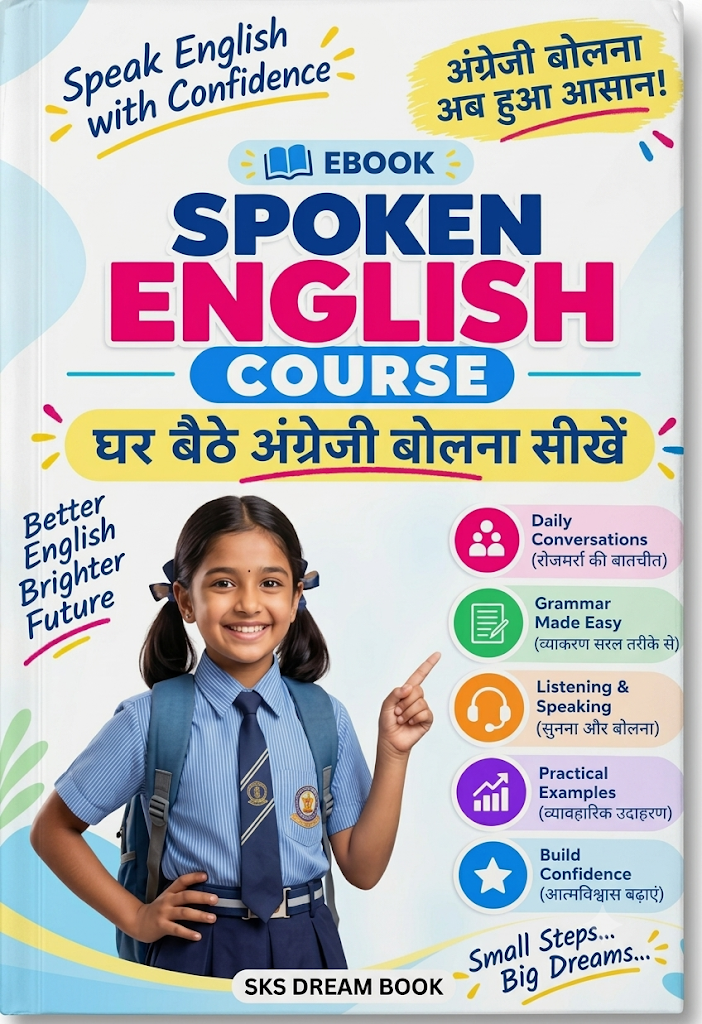 Speak English
with Confidence
अंग्रेजी बोलना
अब हुआ आसान!
EBOOK
SPOKEN
ENGLISH
COURSE
घर बैठे अंग्रेजी बोलना सीखें
Better
English
Brighter
Future
Daily
Conversations
(रोजमर्रा की बातचीत)
Grammar
Made Easy
(व्याकरण सरल तरीके से)
Listening &
Speaking
(सुनना और बोलना)
Practical
Examples
(व्यावहारिक उदाहरण)
Build
Confidence
(आत्मविश्वास बढ़ाएं)
Small Steps...
Big Dreams...
SKS DREAM BOOK